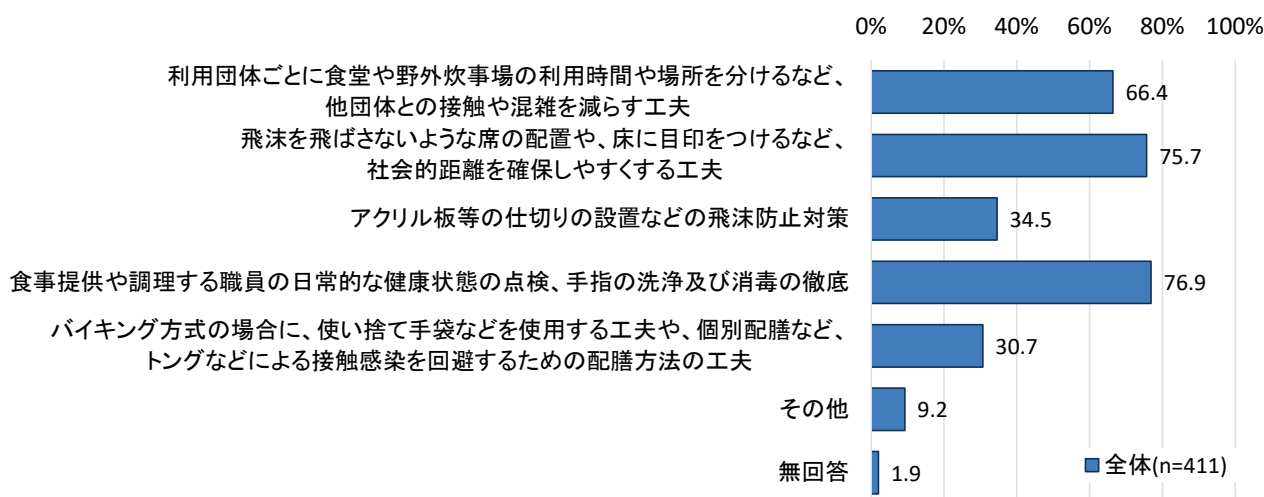 0% 20% 40% 60% 80% 100%
利用団体ごとに食堂や野外炊事場の利用時間や場所を分けるなど、
他団体との接触や混雑を減らす工夫
66.4
飛沫を飛ばさないような席の配置や、床に目印をつけるなど、
社会的距離を確保しやすくする工夫
75.7
アクリル板等の仕切りの設置などの飛沫防止対策
34.5
食事提供や調理する職員の日常的な健康状態の点検、手指の洗浄及び消毒の徹底
76.9
バイキング方式の場合に、使い捨て手袋などを使用する工夫や、個別配膳など、
トングなどによる接触感染を回避するための配膳方法の工夫
30.7
その他
9.2
無回答
1.9
全体(n=411)